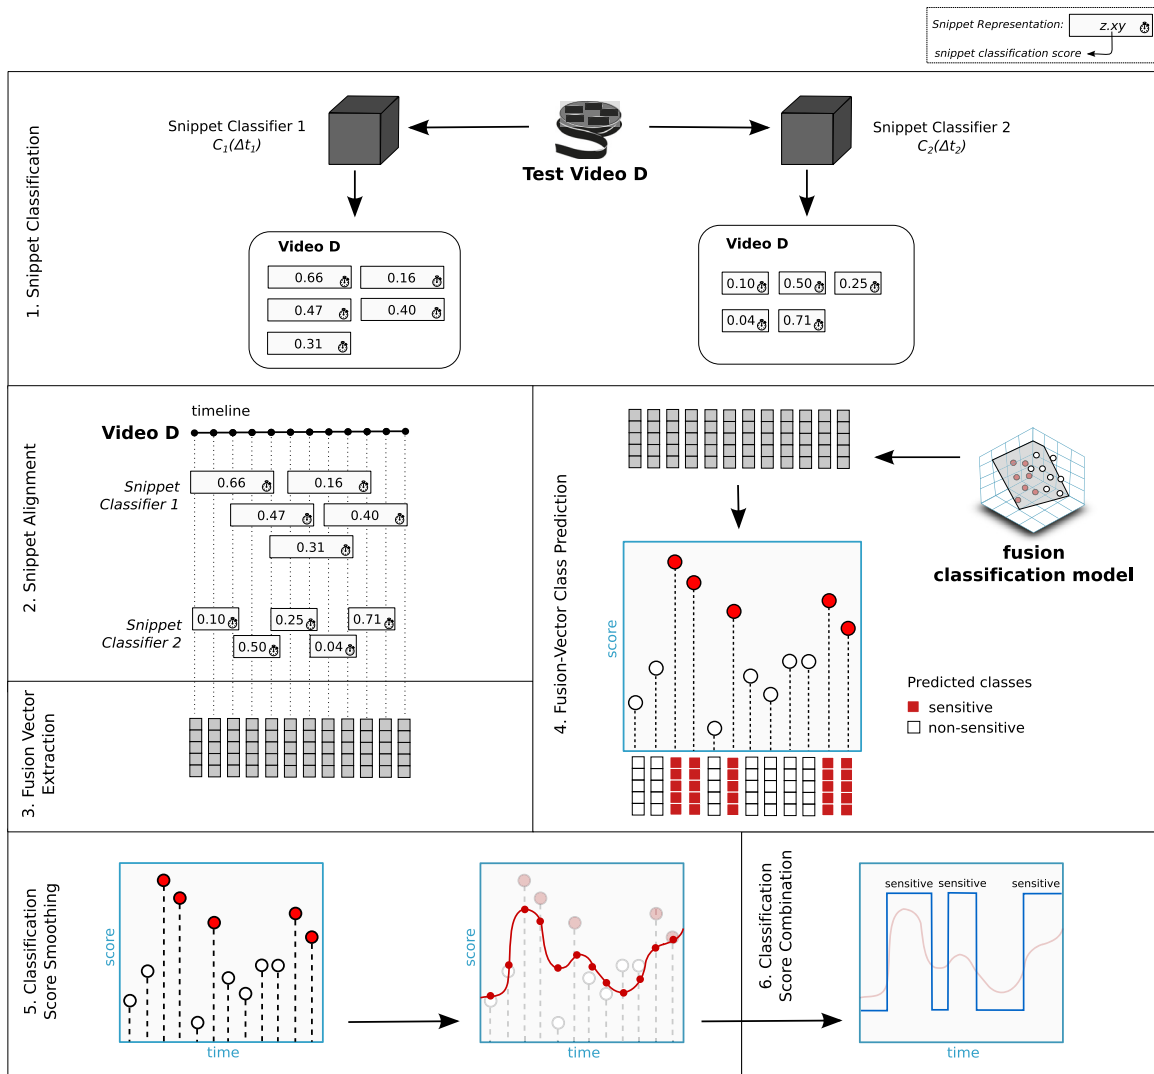 Snippet Representation: z.xy
snippet classification score
1. Snippet Classification
Snippet Classifier 1
C₁(Δt₁)
Test Video D
Snippet Classifier 2
C₂(Δt₂)
Video D
0.66 0.16
0.47 0.40
0.31
Video D
0.10 0.50 0.25
0.04 0.71
2. Snippet Alignment
timeline
Video D
Snippet
Classifier 1
0.66 0.16
0.47 0.40
0.31
Snippet
Classifier 2
0.10 0.25 0.71
0.50 0.04
3. Fusion Vector
Extraction
4. Fusion-Vector Class Prediction
fusion
classification model
score
Predicted classes
sensitive
non-sensitive
5. Classification
Score Smoothing
score
time
score
time
6. Classification
Score Combination
sensitive sensitive sensitive
time